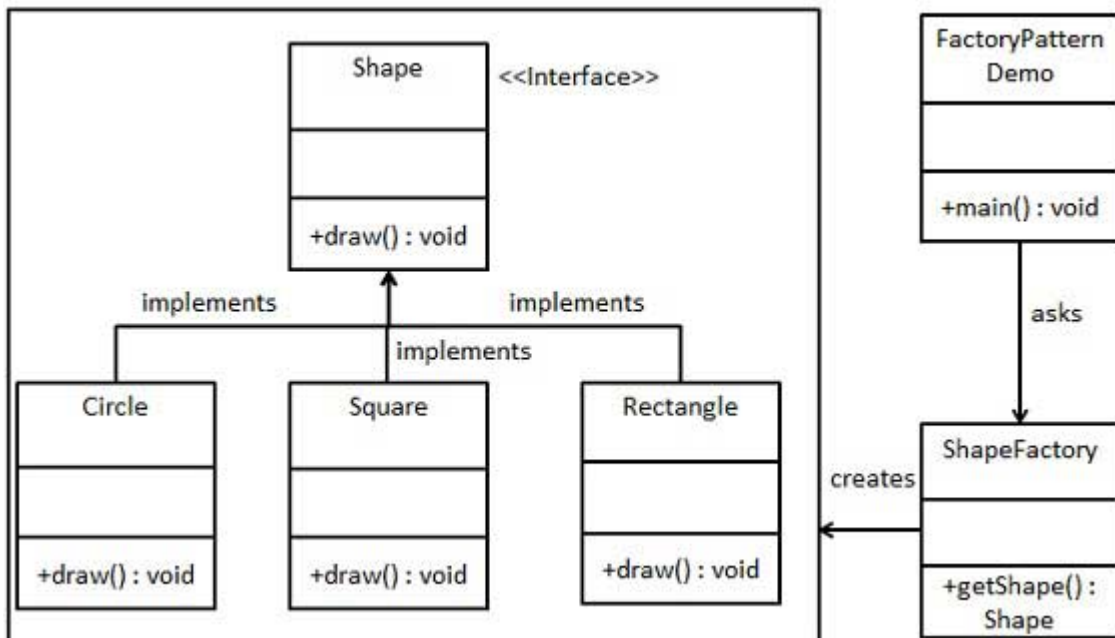 Shape
<<Interface>>
+draw() : void
implements
implements
implements
Circle
+draw() : void
Square
+draw() : void
Rectangle
+draw() : void
FactoryPattern
Demo
+main() : void
asks
ShapeFactory
+getShape() :
Shape
creates